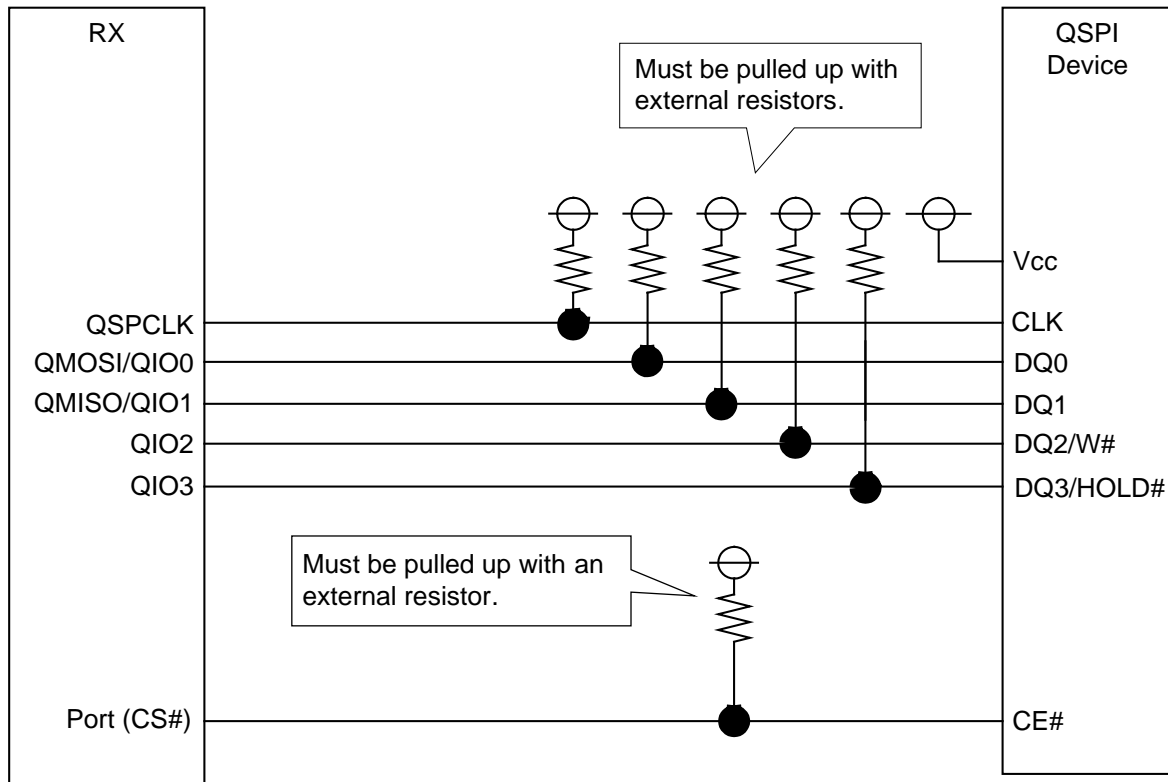 RX
QSPI
Device
Must be pulled up with
external resistors.
Vcc
QSPCLK
CLK
QMOSI/QIO0
DQ0
QMISO/QIO1
DQ1
QIO2
DQ2/W#
QIO3
DQ3/HOLD#
Must be pulled up with an
external resistor.
Port (CS#)
CE#